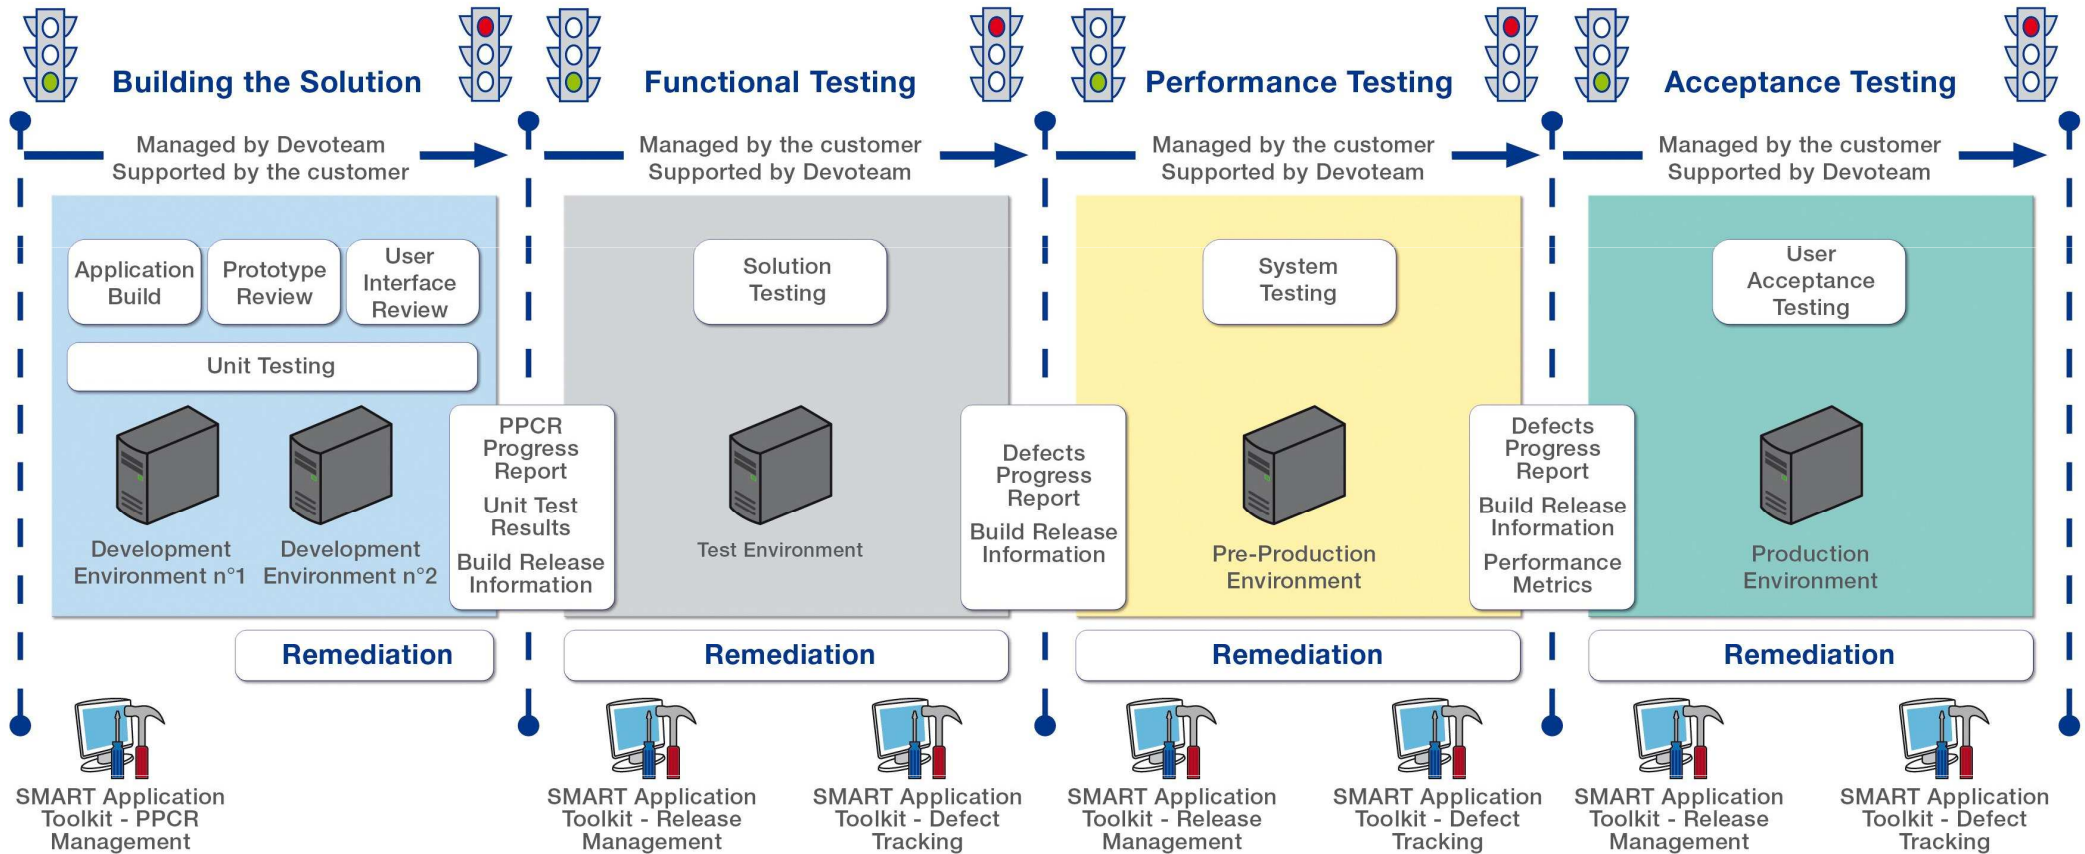 Building the Solution
Functional Testing
Performance Testing
Acceptance Testing
Managed by Devoteam
Supported by the customer
Managed by the customer
Supported by Devoteam
Managed by the customer
Supported by Devoteam
Managed by the customer
Supported by Devoteam
Application
Build
Prototype
Review
User
Interface
Review
Unit Testing
Development
Environment n°1
Development
Environment n°2
PPCR
Progress
Report
Unit Test
Results
Build Release
Information
Solution
Testing
Test Environment
Defects
Progress
Report
Build Release
Information
System
Testing
Pre-Production
Environment
Defects
Progress
Report
Build Release
Information
Performance
Metrics
User
Acceptance
Testing
Production
Environment
Remediation
Remediation
Remediation
Remediation
SMART Application
Toolkit - PPCR
Management
SMART Application
Toolkit - Release
Management
SMART Application
Toolkit - Defect
Tracking
SMART Application
Toolkit - Release
Management
SMART Application
Toolkit - Defect
Tracking
SMART Application
Toolkit - Release
Management
SMART Application
Toolkit - Defect
Tracking